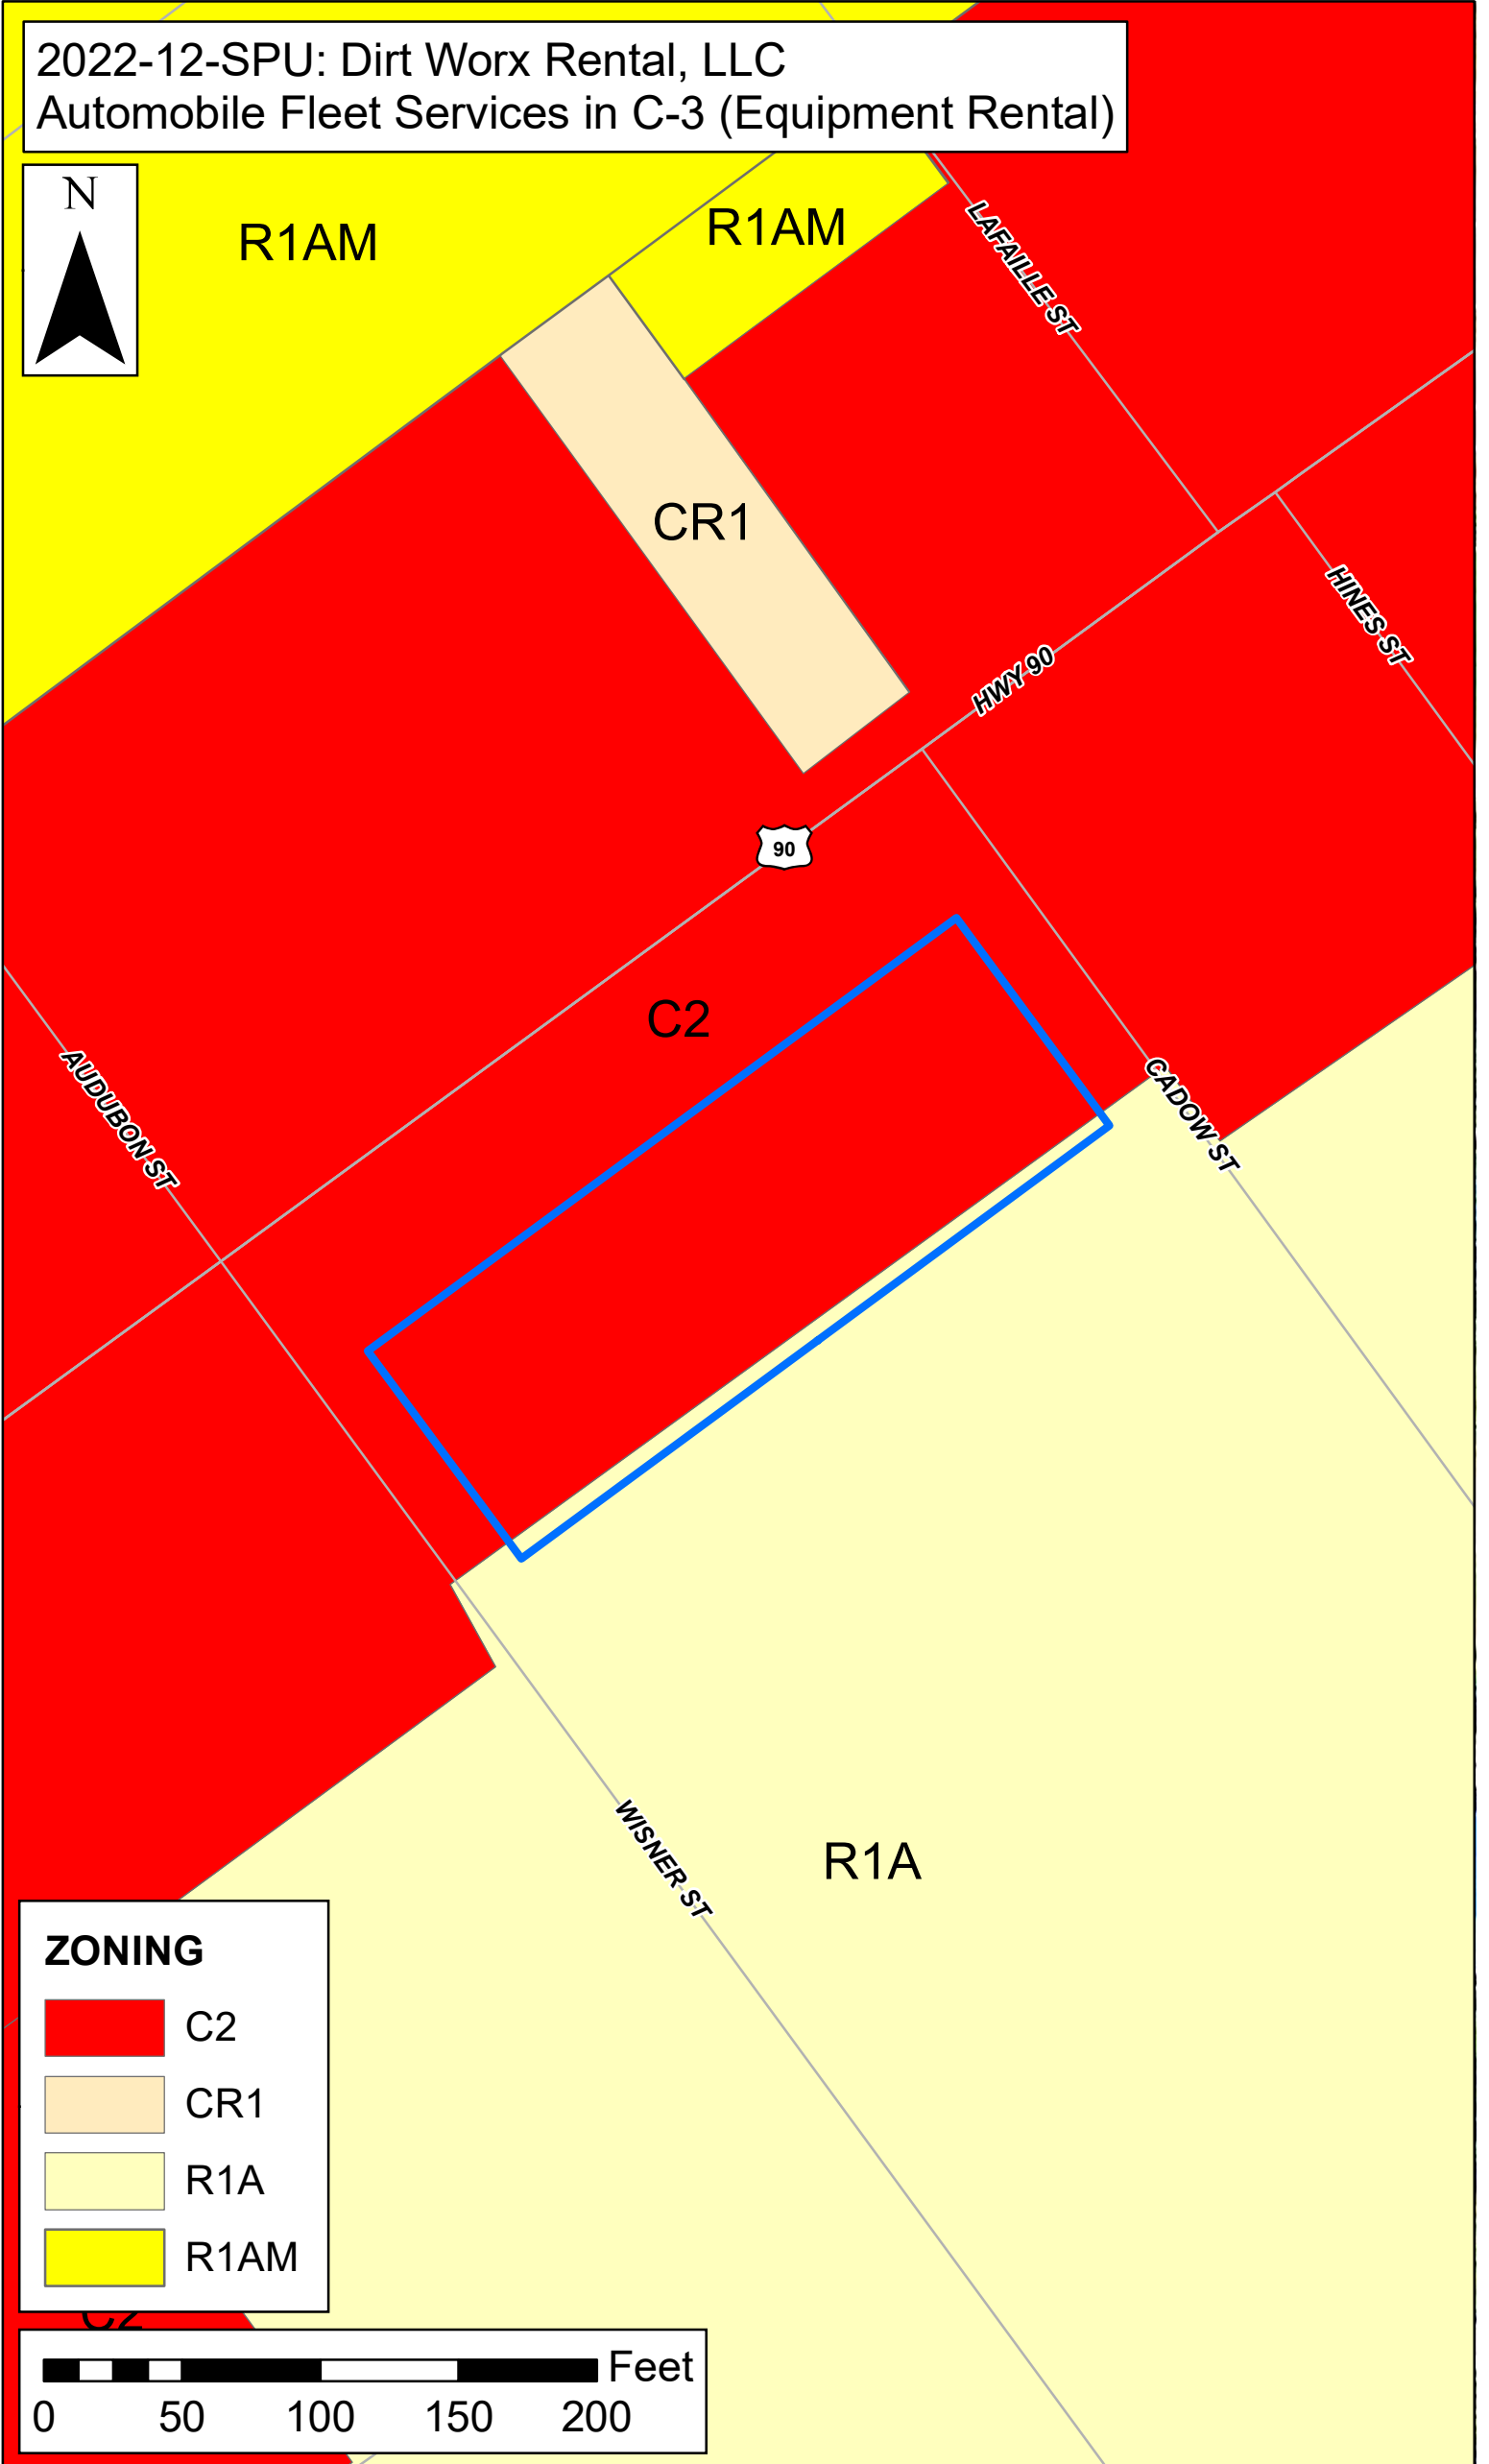 2022-12-SPU: Dirt Worx Rental, LLC
Automobile Fleet Services in C-3 (Equipment Rental)
N
R1AM
R1AM
LAFAILLE ST
CR1
HINES ST
HWY 90
90
C2
AUDUBON ST
CADOW ST
WISNER ST
R1A
ZONING
C2
CR1
R1A
R1AM
C2
Feet
0 50 100 150 200